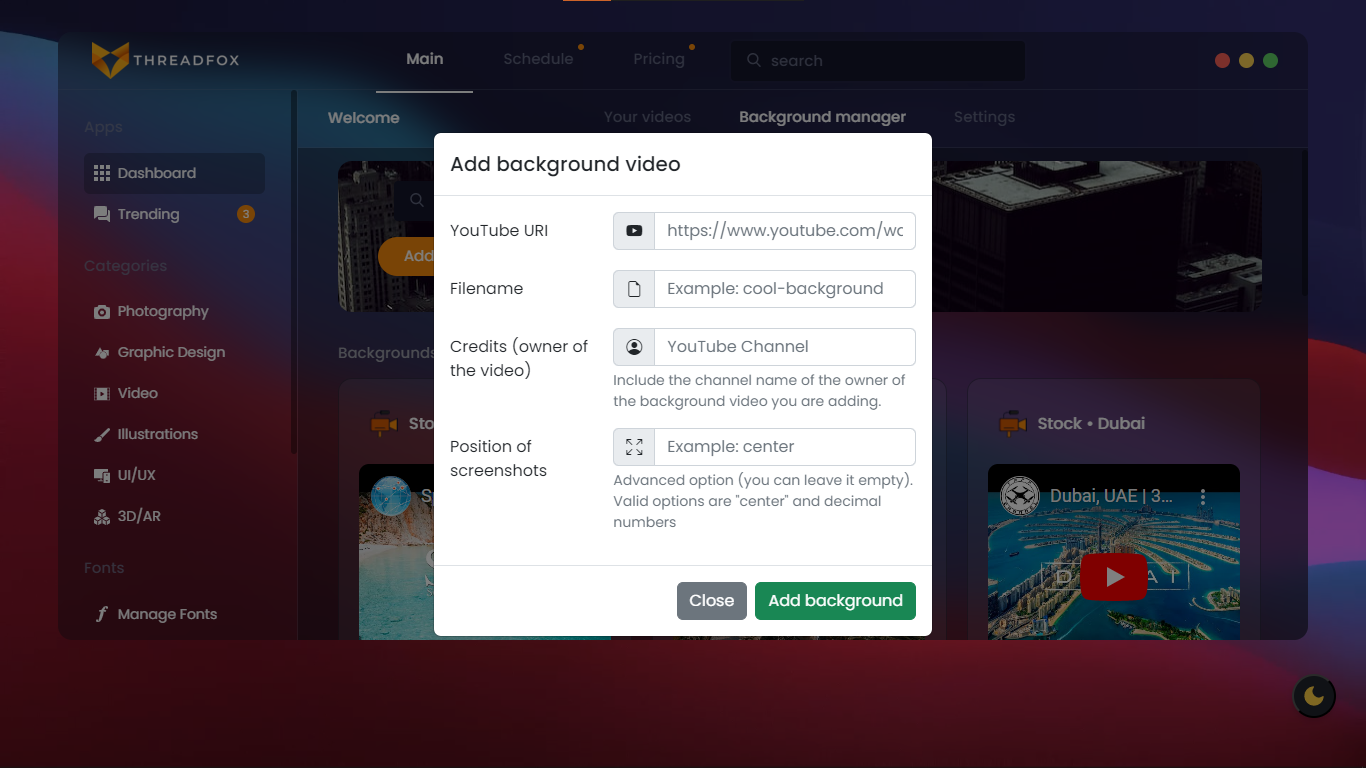 THREADFOX
Main
Schedule
Pricing
search
Apps
Dashboard
Trending
3
Categories
Photography
Graphic Design
Video
Illustrations
UI/UX
3D/AR
Fonts
Manage Fonts
Welcome
Your videos
Background manager
Settings
Add
Backgrounds
Add background video
YouTube URI
https://www.youtube.com/wc
Filename
Example: cool-background
Credits (owner of
the video)
YouTube Channel
Include the channel name of the owner of
the background video you are adding.
Position of
screenshots
Example: center
Advanced option (you can leave it empty).
Valid options are "center" and decimal
numbers
Close
Add background
Stock • Dubai
Dubai, UAE | 3...